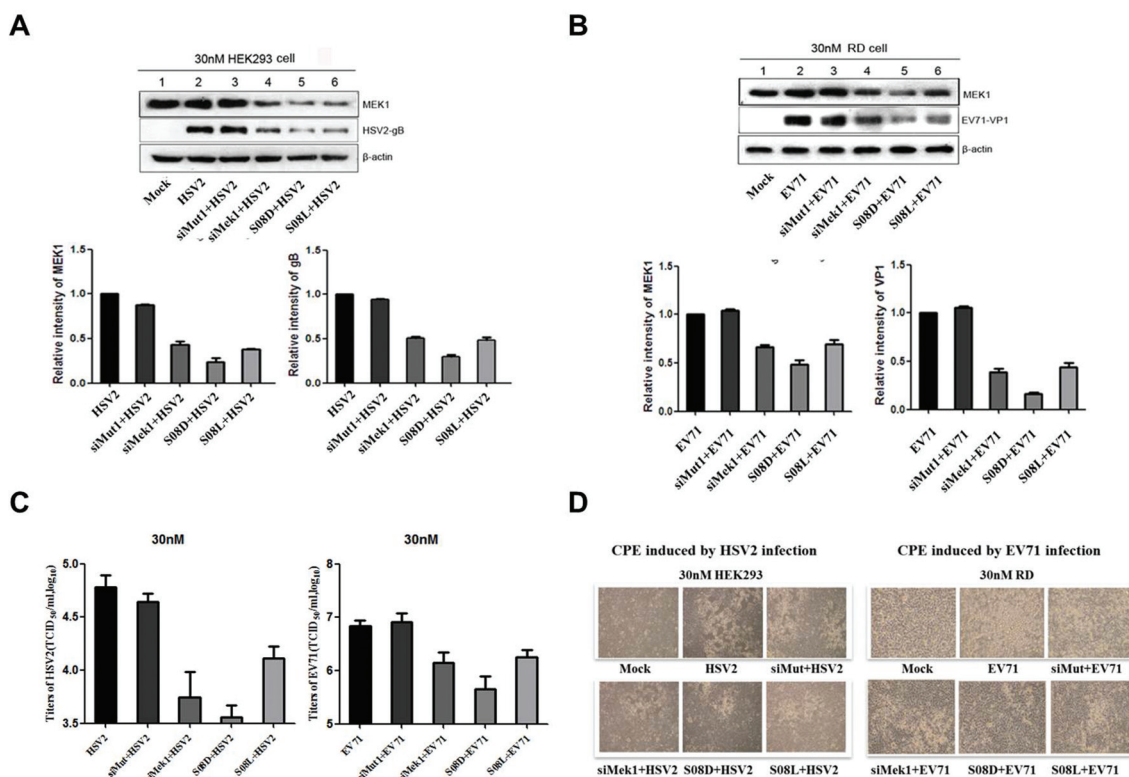 A
30nM HEK293 cell
1 2 3 4 5 6
MEK1
HSV2-gB
β-actin
Mock
HSV2
siMut1+HSV2
siMek1+HSV2
S08D+HSV2
S08L+HSV2
Relative intensity of MEK1
1.5
1.0
0.5
0.0
HSV2
siMut1+HSV2
siMek1+HSV2
S08D+HSV2
S08L+HSV2
Relative intensity of gB
1.5
1.0
0.5
0.0
HSV2
siMut1+HSV2
siMek1+HSV2
S08D+HSV2
S08L+HSV2
B
30nM RD cell
1 2 3 4 5 6
MEK1
EV71-VP1
β-actin
Mock
EV71
siMut1+EV71
siMek1+EV71
S08D+EV71
S08L+EV71
Relative intensity of MEK1
1.5
1.0
0.5
0.0
EV71
siMut1+EV71
siMek1+EV71
S08D+EV71
S08L+EV71
Relative intensity of VP1
1.5
1.0
0.5
0.0
EV71
siMut1+EV71
siMek1+EV71
S08D+EV71
S08L+EV71
C
30nM
Titers of HSV2(TCID50/ml,log10)
5.0
4.5
4.0
3.5
HSV2
siMut+HSV2
siMek1+HSV2
S08D+HSV2
S08L+HSV2
30nM
Titers of EV71(TCID50/ml,log10)
8
7
6
5
EV71
siMut1+EV71
siMek1+EV71
S08D+EV71
S08L+EV71
D
CPE induced by HSV2 infection
30nM HEK293
Mock HSV2 siMut+HSV2
siMek1+HSV2 S08D+HSV2 S08L+HSV2
CPE induced by EV71 infection
30nM RD
Mock EV71 siMut+EV71
siMek1+EV71 S08D+EV71 S08L+EV71